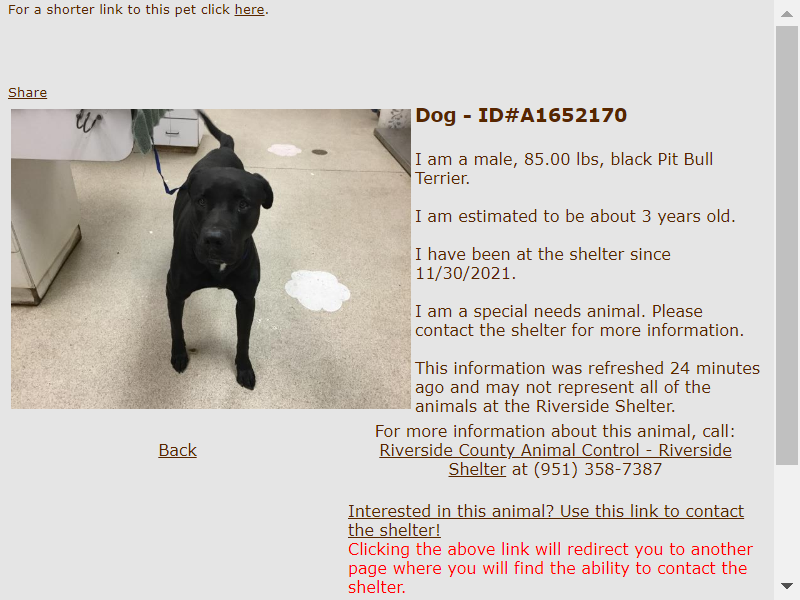 For a shorter link to this pet click here.
Share
Dog - ID#A1652170
I am a male, 85.00 lbs, black Pit Bull
Terrier.
I am estimated to be about 3 years old.
I have been at the shelter since
11/30/2021.
I am a special needs animal. Please
contact the shelter for more information.
This information was refreshed 24 minutes
ago and may not represent all of the
animals at the Riverside Shelter.
Back
For more information about this animal, call:
Riverside County Animal Control - Riverside
Shelter at (951) 358-7387
Interested in this animal? Use this link to contact
the shelter!
Clicking the above link will redirect you to another
page where you will find the ability to contact the
shelter.